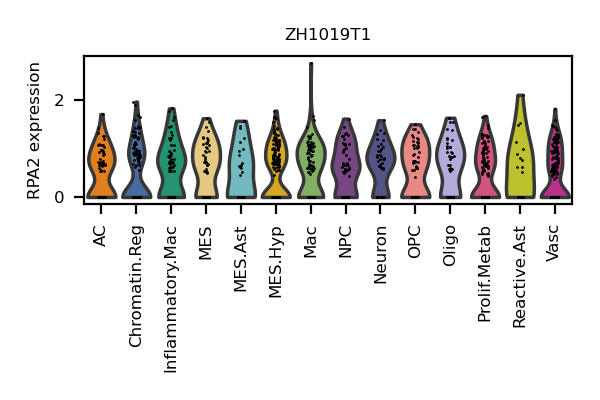 ZH1019T1
RPA2 expression
2
0
AC
Chromatin.Reg
Inflammatory.Mac
MES
MES.Ast
MES.Hyp
Mac
NPC
Neuron
OPC
Oligo
Prolif.Metab
Reactive.Ast
Vasc